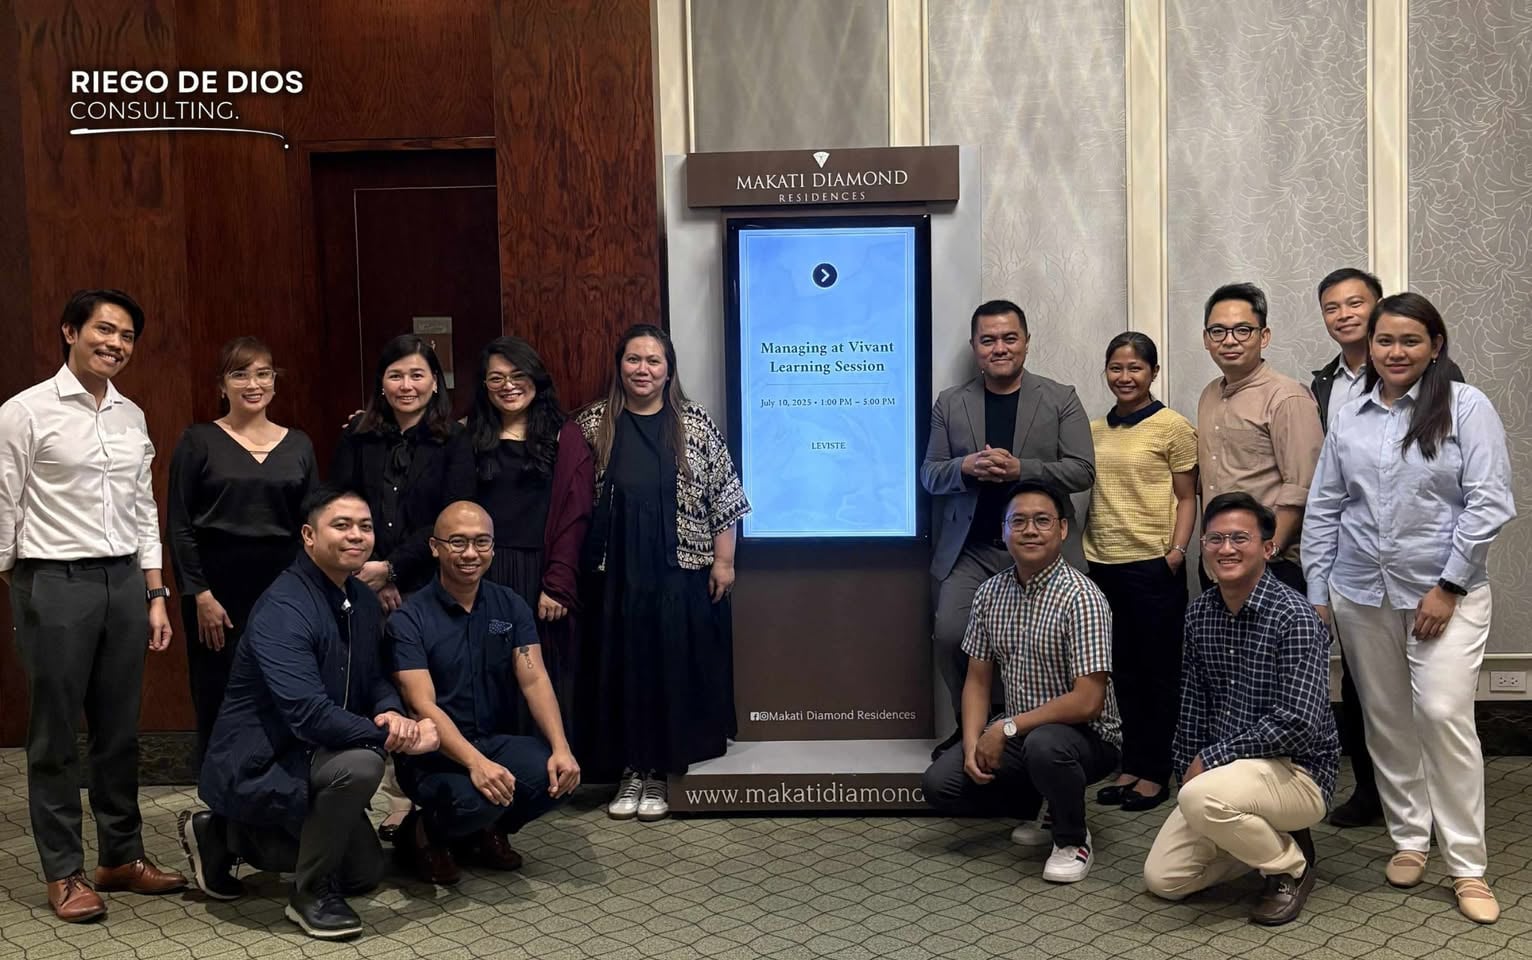 RIEGO DE DIOS
CONSULTING.
MAKATI DIAMOND
RESIDENCES
Managing at Vivant
Learning Session
July 10, 2025 • 1:00 PM – 5:00 PM
LEVISTE
Makati Diamond Residences
www.makatidiamond